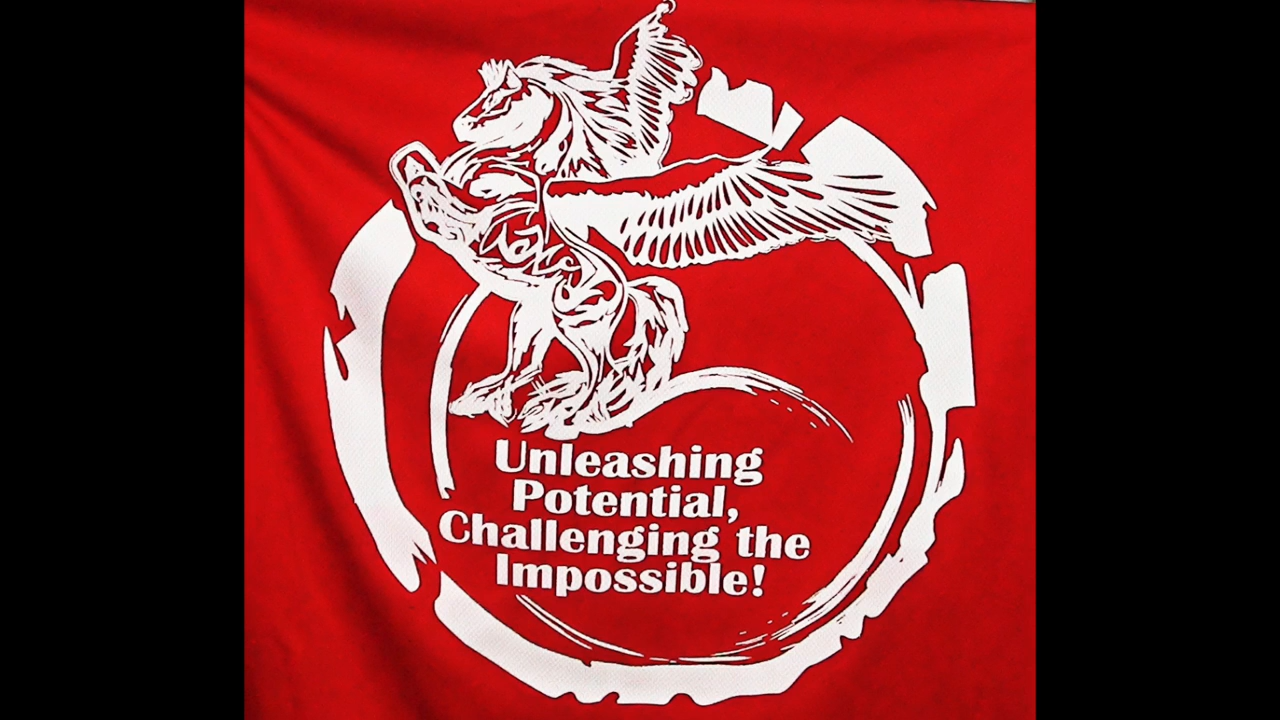 Unleashing
Potential,
Challenging the
Impossible!